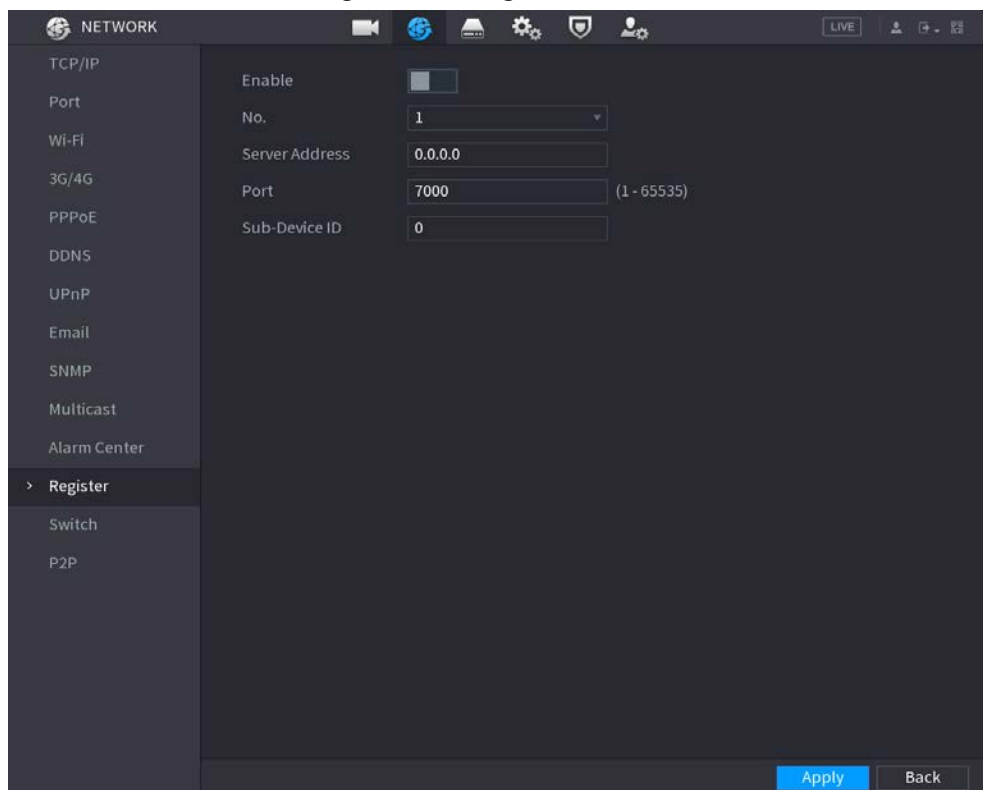 NETWORK
LIVE
TCP/IP
Port
Wi-Fi
3G/4G
PPPoE
DDNS
UPnP
Email
SNMP
Multicast
Alarm Center
> Register
Switch
P2P
Enable
No. 1
Server Address 0.0.0.0
Port 7000 (1 - 65535)
Sub-Device ID 0
Apply Back